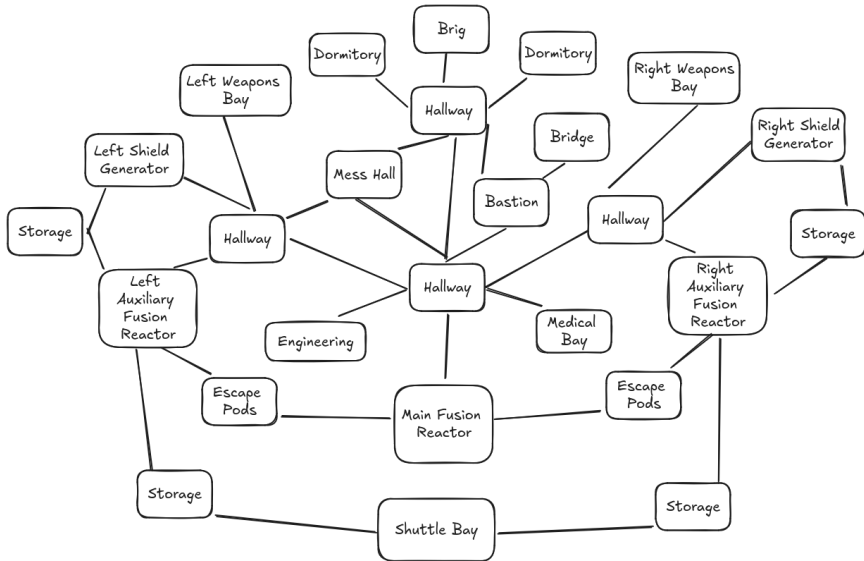 Brig
Dormitory
Dormitory
Left Weapons
Bay
Right Weapons
Bay
Hallway
Bridge
Right Shield
Generator
Left Shield
Generator
Mess Hall
Bastion
Hallway
Storage
Hallway
Storage
Left
Auxiliary
Fusion
Reactor
Hallway
Right
Auxiliary
Fusion
Reactor
Engineering
Medical
Bay
Escape
Pods
Main Fusion
Reactor
Escape
Pods
Storage
Shuttle Bay
Storage